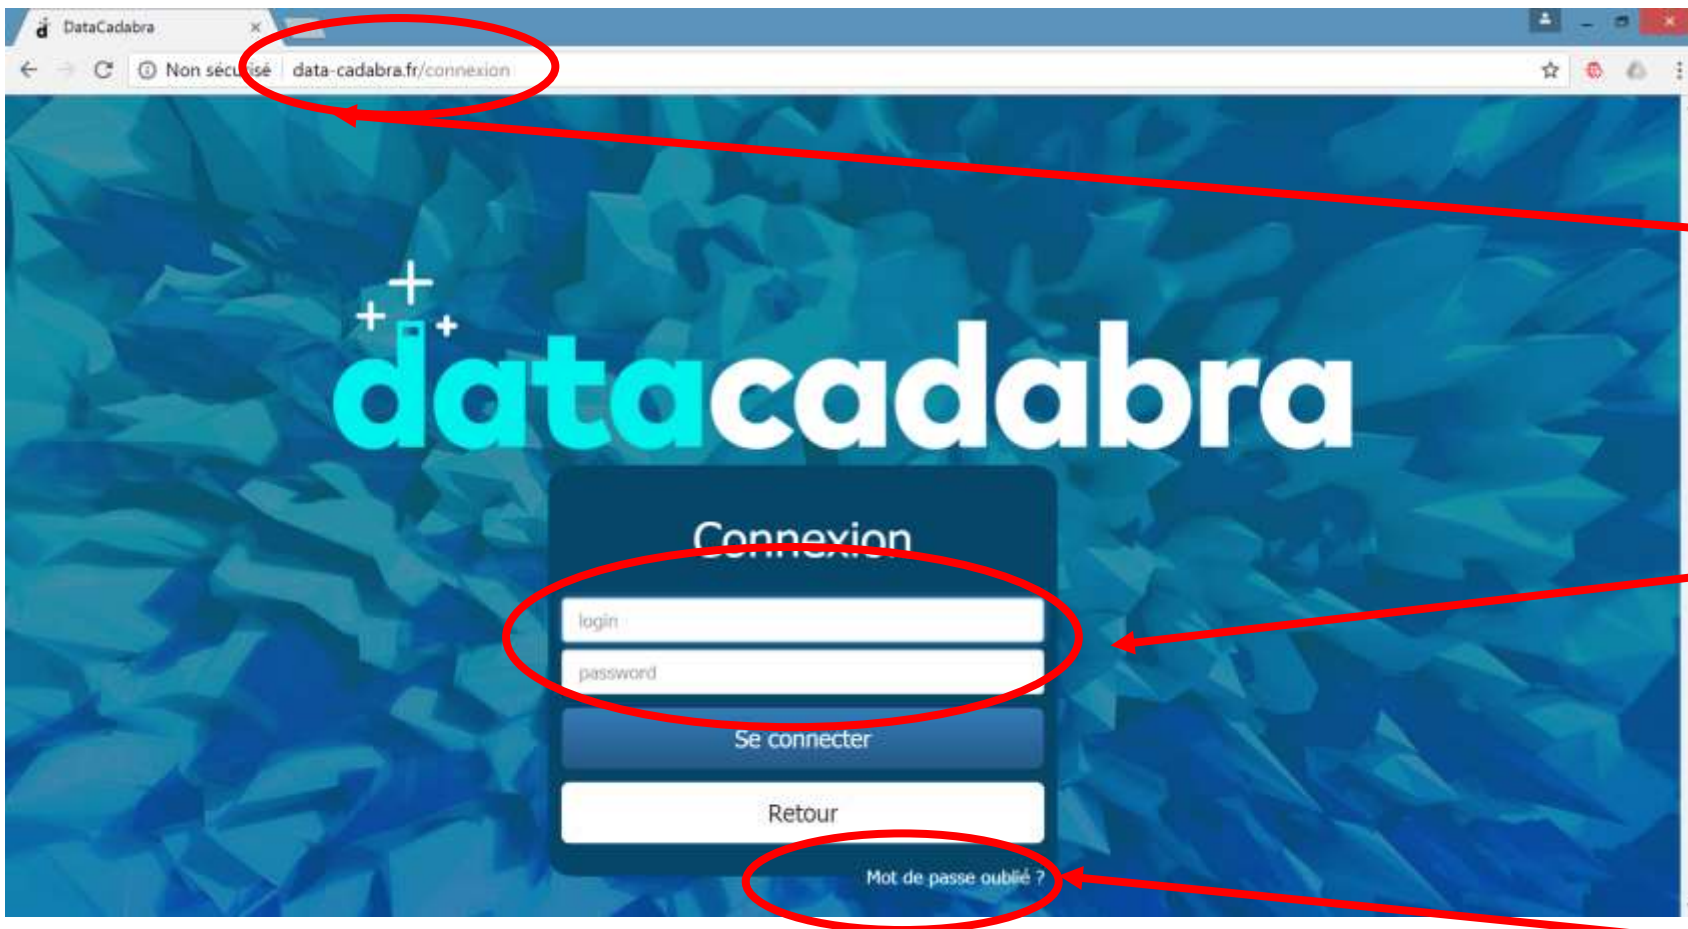 DataCadabra
Non sécurisé data-cadabra.fr/connexion
datacadabra
Connexion
login
password
Se connecter
Retour
Mot de passe oublié ?